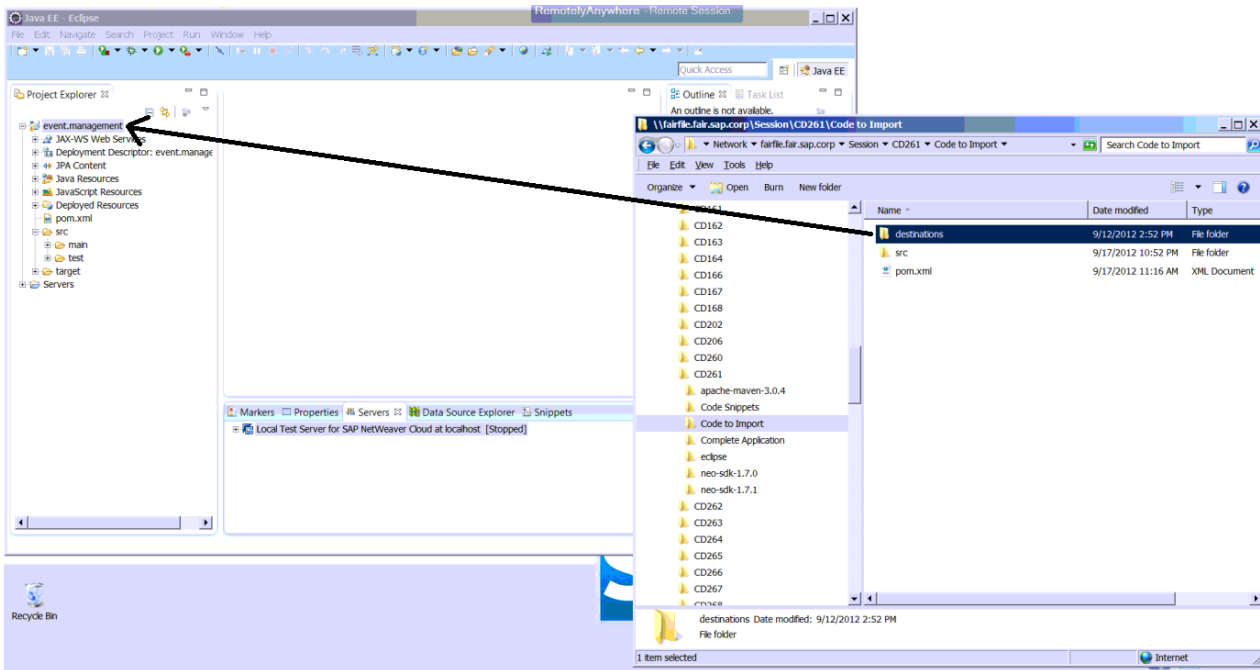 RemotelyAnywhere - Remote Session
Java EE - Eclipse
File Edit Navigate Search Project Run Window Help
Quick Access
Java EE
Project Explorer
event.management
JAX-WS Web Services
Deployment Descriptor: event.manage
JPA Content
Java Resources
JavaScript Resources
Deployed Resources
pom.xml
src
main
test
target
Servers
Outline Task List
An outline is not available.
Markers Properties Servers Data Source Explorer Snippets
Local Test Server for SAP NetWeaver Cloud at localhost [Stopped]
Recycle Bin
\\fairfile.fair.sap.corp\Session\CD261\Code to Import
Network fairfile.fair.sap.corp Session CD261 Code to Import
Search Code to Import
File Edit View Tools Help
Organize Open Burn New folder
CD161
CD162
CD163
CD164
CD166
CD167
CD168
CD202
CD206
CD260
CD261
apache-maven-3.0.4
Code Snippets
Code to Import
Complete Application
eclipse
neo-sdk-1.7.0
neo-sdk-1.7.1
CD262
CD263
CD264
CD265
CD266
CD267
CD268
Name Date modified Type
destinations 9/12/2012 2:52 PM File folder
src 9/17/2012 10:52 PM File folder
pom.xml 9/17/2012 11:16 AM XML Document
destinations Date modified: 9/12/2012 2:52 PM
File folder
1 item selected
Internet